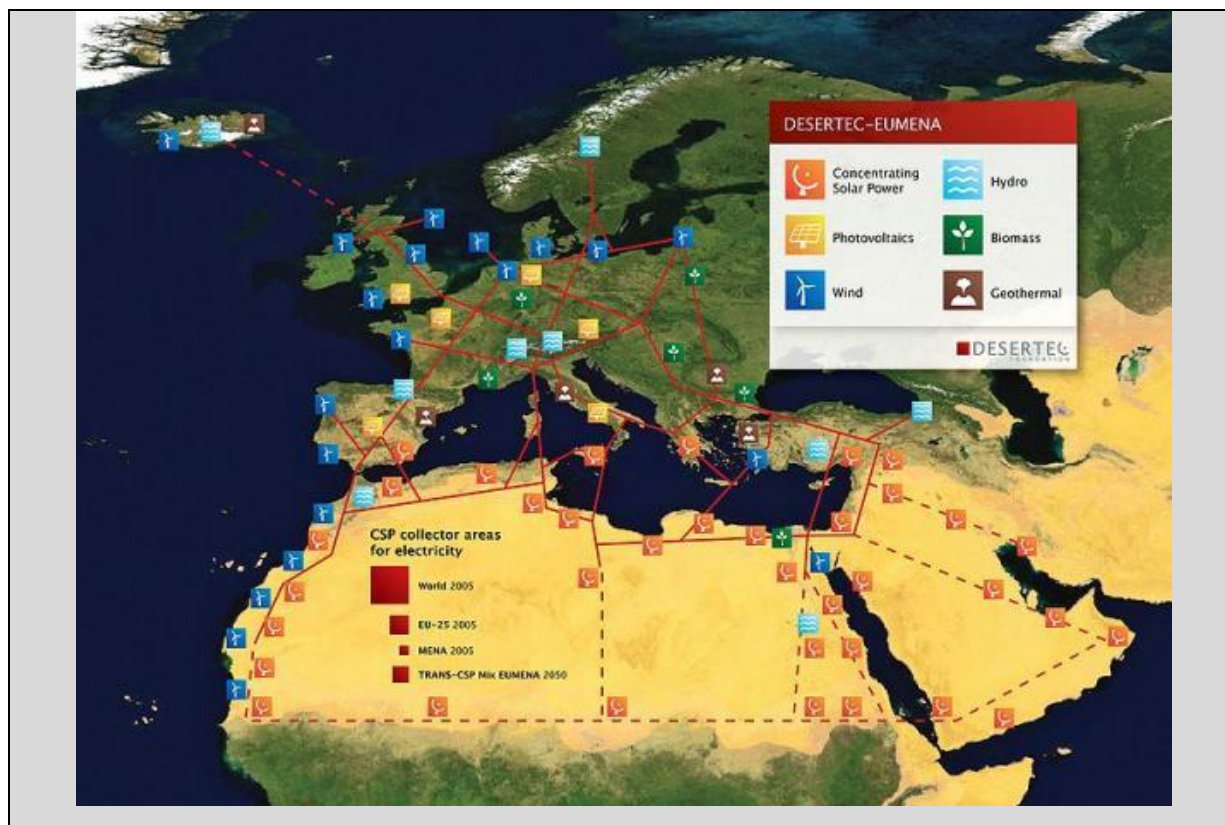 DESERTEC-EUMENA
Concentrating
Solar Power
Hydro
Photovoltaics
Biomass
Wind
Geothermal
DESERTEC
FOUNDATION
CSP collector areas
for electricity
World 2005
EU-25 2005
MENA 2005
TRANS-CSP Mix EUMENA 2050